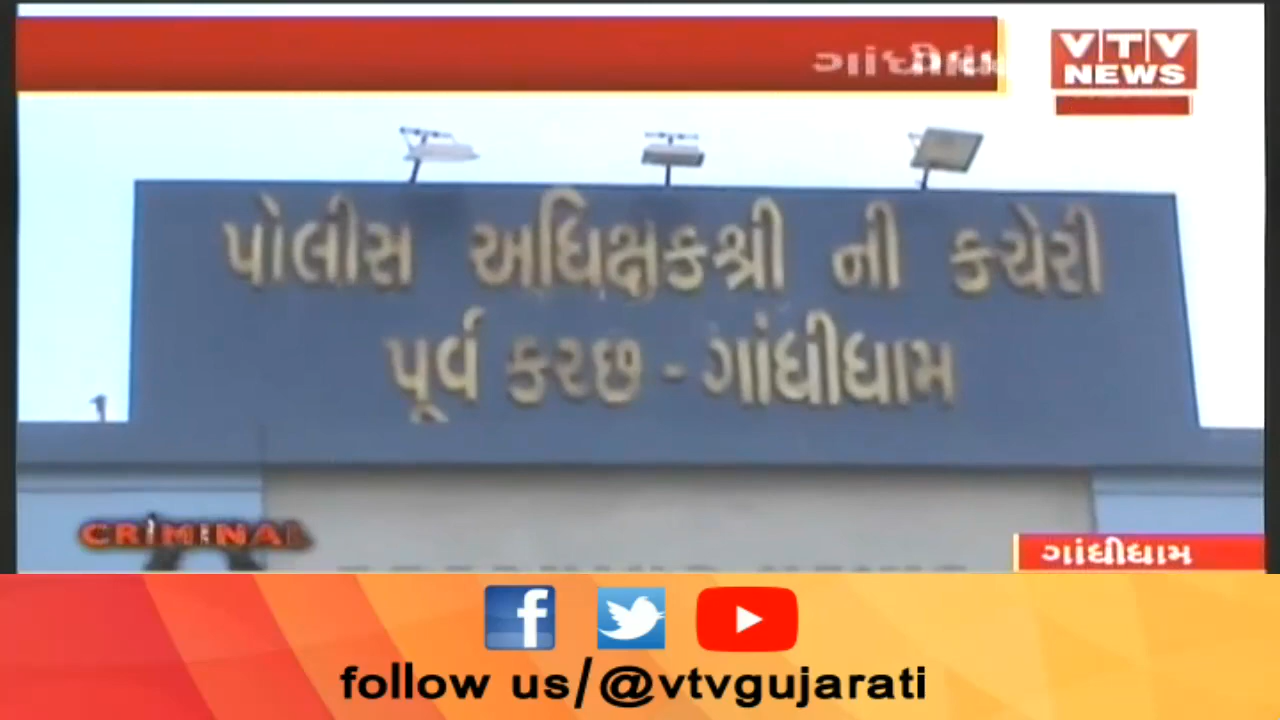 VTV
NEWS
પોલીસ અધિક્ષકશ્રી ની કચેરી
પૂર્વ કચ્છ - ગાંધીધામ
CRIMINAL
ગાંધીધામ
follow us/@vtvgujarati